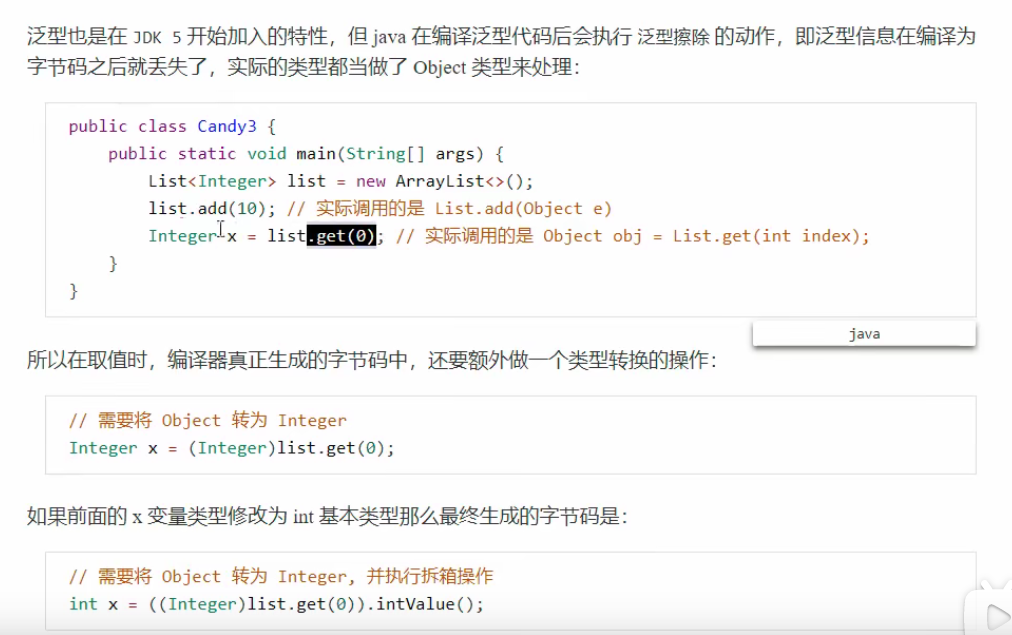 泛型也是在 JDK 5 开始加入的特性，但 java 在编译泛型代码后会执行 泛型擦除 的动作，即泛型信息在编译为
字节码之后就丢失了，实际的类型都当做了 Object 类型来处理：
public class Candy3 {
public static void main(String[] args) {
List<Integer> list = new ArrayList<>();
list.add(10); // 实际调用的是 List.add(Object e)
Integer x = list.get(0); // 实际调用的是 Object obj = List.get(int index);
}
}
java
所以在取值时，编译器真正生成的字节码中，还要额外做一个类型转换的操作：
// 需要将 Object 转为 Integer
Integer x = (Integer)list.get(0);
如果前面的 x 变量类型修改为 int 基本类型那么最终生成的字节码是：
// 需要将 Object 转为 Integer, 并执行拆箱操作
int x = ((Integer)list.get(0)).intValue();